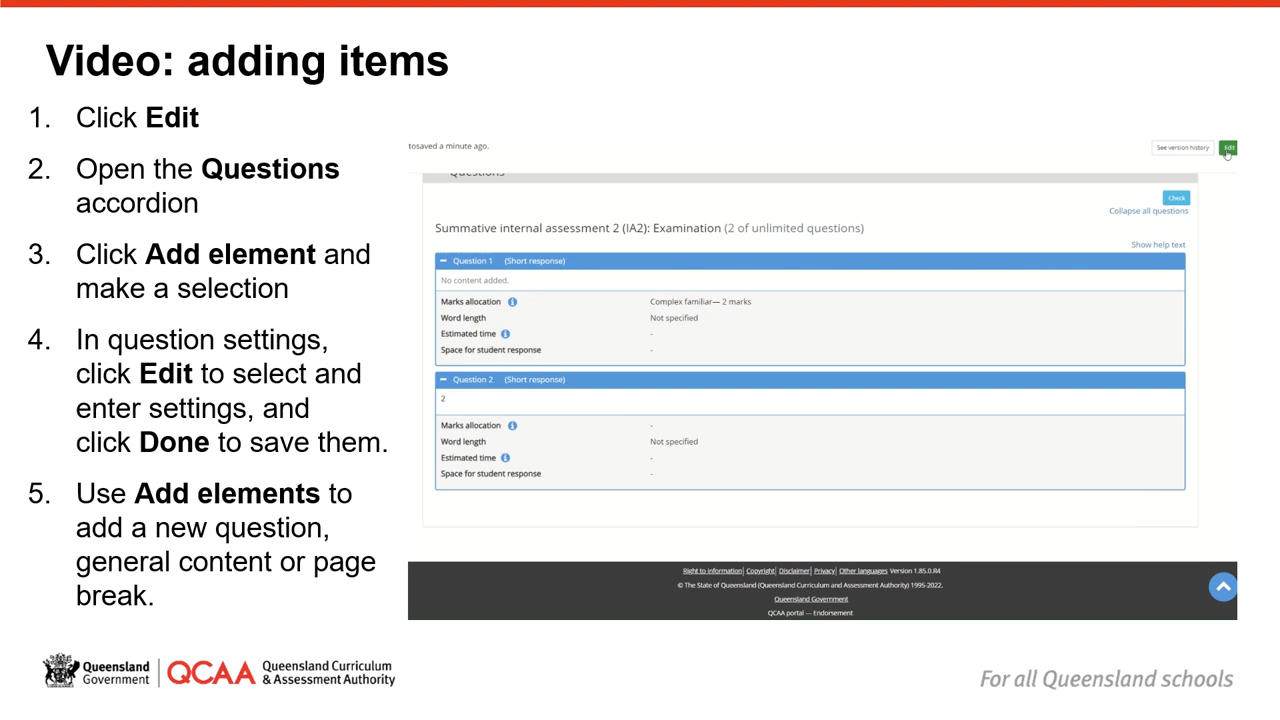 Video: adding items
1. Click Edit
2. Open the Questions
accordion
3. Click Add element and
make a selection
4. In question settings,
click Edit to select and
enter settings, and
click Done to save them.
5. Use Add elements to
add a new question,
general content or page
break.
tosaved a minute ago.
See version history
Edit
Questions
Check
Collapse all questions
Summative internal assessment 2 (IA2): Examination (2 of unlimited questions)
Show help text
Question 1 (Short response)
No content added.
Marks allocation Complex familiar— 2 marks
Word length Not specified
Estimated time -
Space for student response -
Question 2 (Short response)
2
Marks allocation -
Word length Not specified
Estimated time -
Space for student response -
Right to information| Copyright| Disclaimer| Privacy| Other languages Version 1.85.0.R4
© The State of Queensland (Queensland Curriculum and Assessment Authority) 1995-2022.
Queensland Government
QCAA portal — Endorsement
Queensland
Government
QCAA
Queensland Curriculum
& Assessment Authority
For all Queensland schools